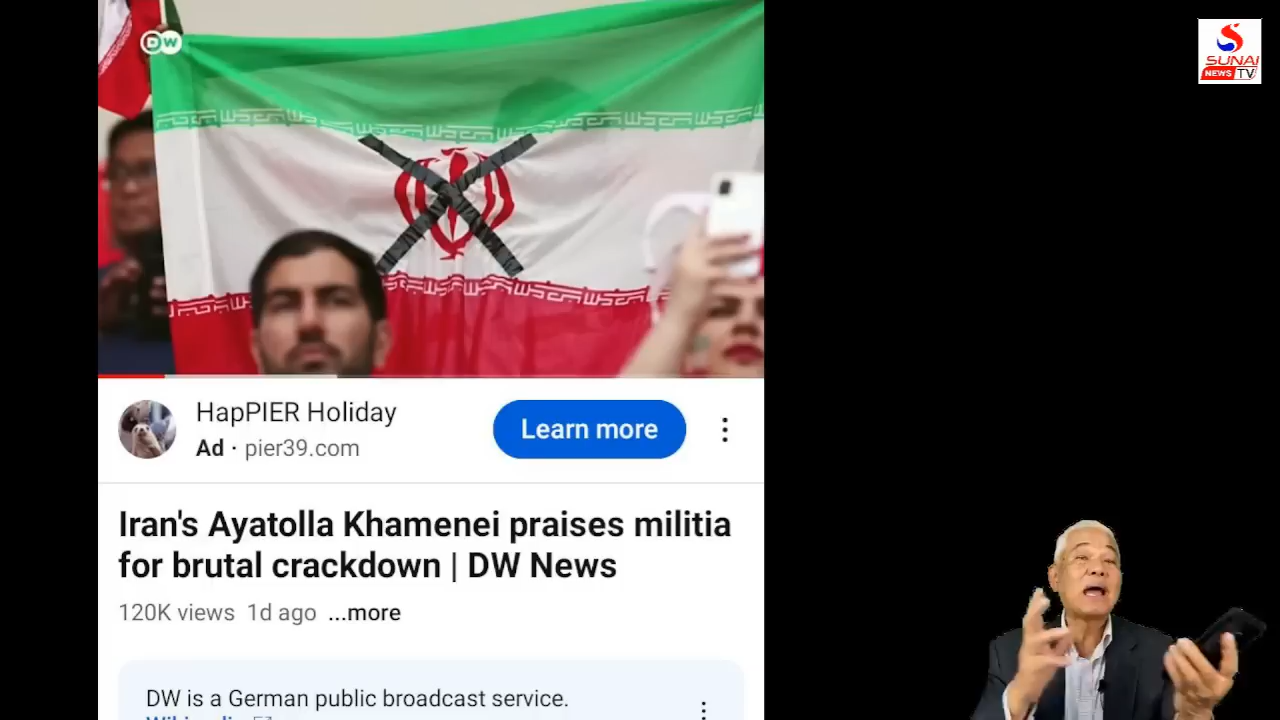 DW
SUNAI
NEWS TV
HapPIER Holiday
Learn more
Ad · pier39.com
Iran's Ayatolla Khamenei praises militia
for brutal crackdown | DW News
120K views 1d ago ...more
DW is a German public broadcast service.